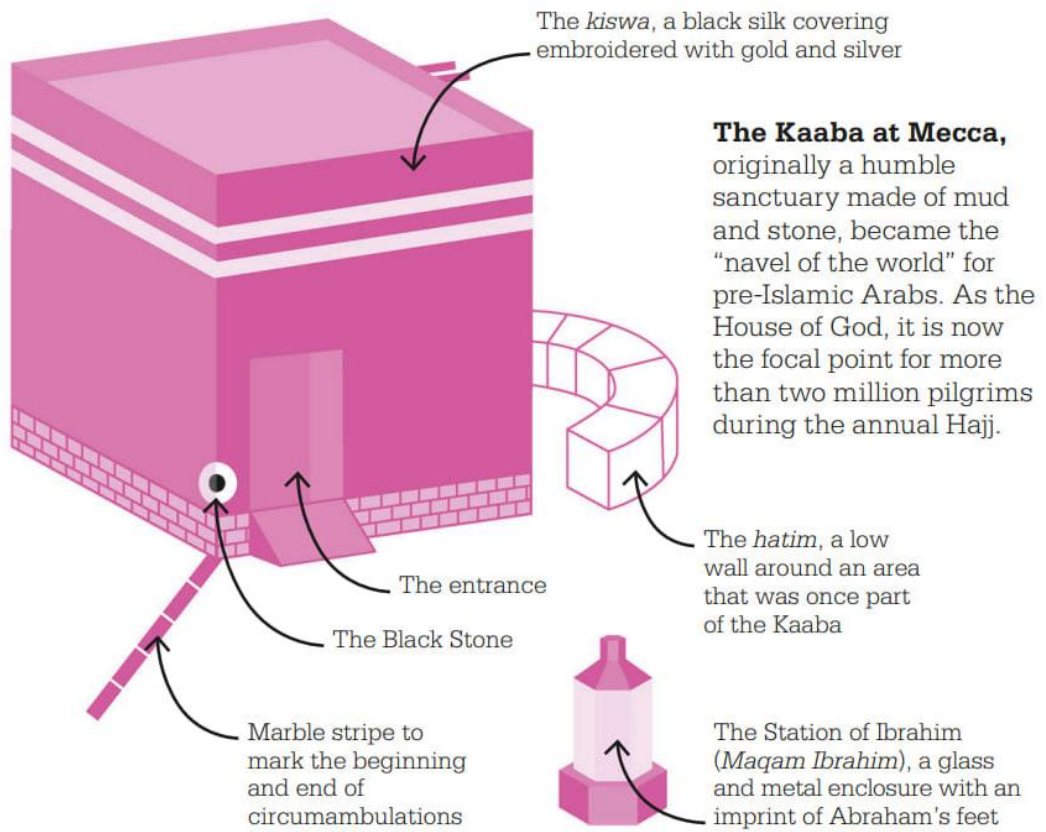 The kiswa, a black silk covering
embroidered with gold and silver
The Kaaba at Mecca,
originally a humble
sanctuary made of mud
and stone, became the
“navel of the world” for
pre-Islamic Arabs. As the
House of God, it is now
the focal point for more
than two million pilgrims
during the annual Hajj.
The hatim, a low
wall around an area
that was once part
of the Kaaba
The entrance
The Black Stone
Marble stripe to
mark the beginning
and end of
circumambulations
The Station of Ibrahim
(Maqam Ibrahim), a glass
and metal enclosure with an
imprint of Abraham’s feet